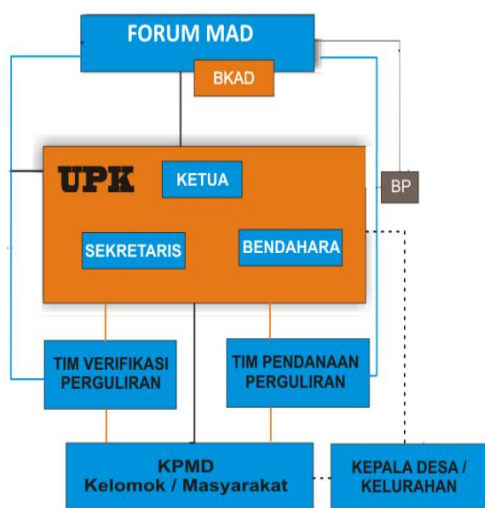 FORUM MAD
BKAD
UPK
KETUA
BP
SEKRETARIS
BENDAHARA
TIM VERIFIKASI
PERGULIRAN
TIM PENDANAAN
PERGULIRAN
KPMD
Kelomok / Masyarakat
KEPALA DESA /
KELURAHAN